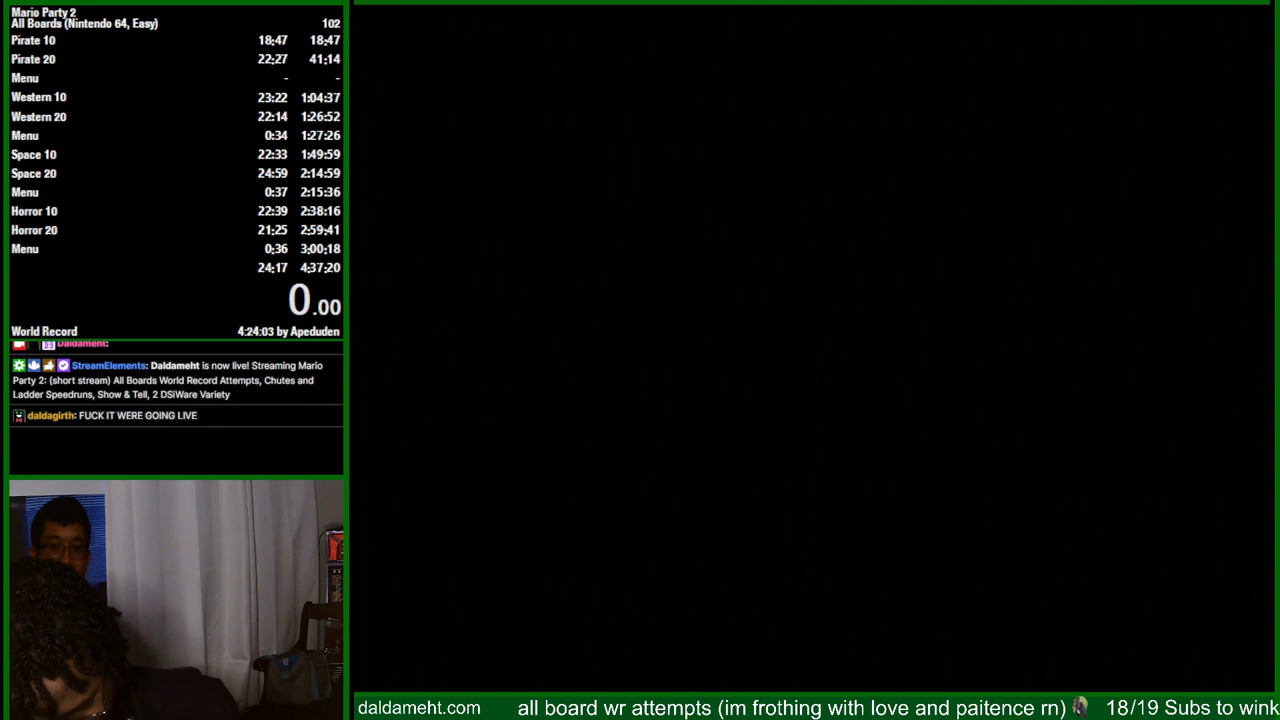 Mario Party 2
All Boards (Nintendo 64, Easy) 102
Pirate 10 18:47 18:47
Pirate 20 22:27 41:14
Menu - -
Western 10 23:22 1:04:37
Western 20 22:14 1:26:52
Menu 0:34 1:27:26
Space 10 22:33 1:49:59
Space 20 24:59 2:14:59
Menu 0:37 2:15:36
Horror 10 22:39 2:38:16
Horror 20 21:25 2:59:41
Menu 0:36 3:00:18
24:17 4:37:20
0.00
World Record 4:24:03 by Apeduden
23 Daldameht:
StreamElements: Daldameht is now live! Streaming Mario
Party 2: (short stream) All Boards World Record Attempts, Chutes and
Ladder Speedruns, Show & Tell, 2 DSiWare Variety
daldagirth: FUCK IT WERE GOING LIVE
daldameht.com all board wr attempts (im frothing with love and paitence rn) 18/19 Subs to wink